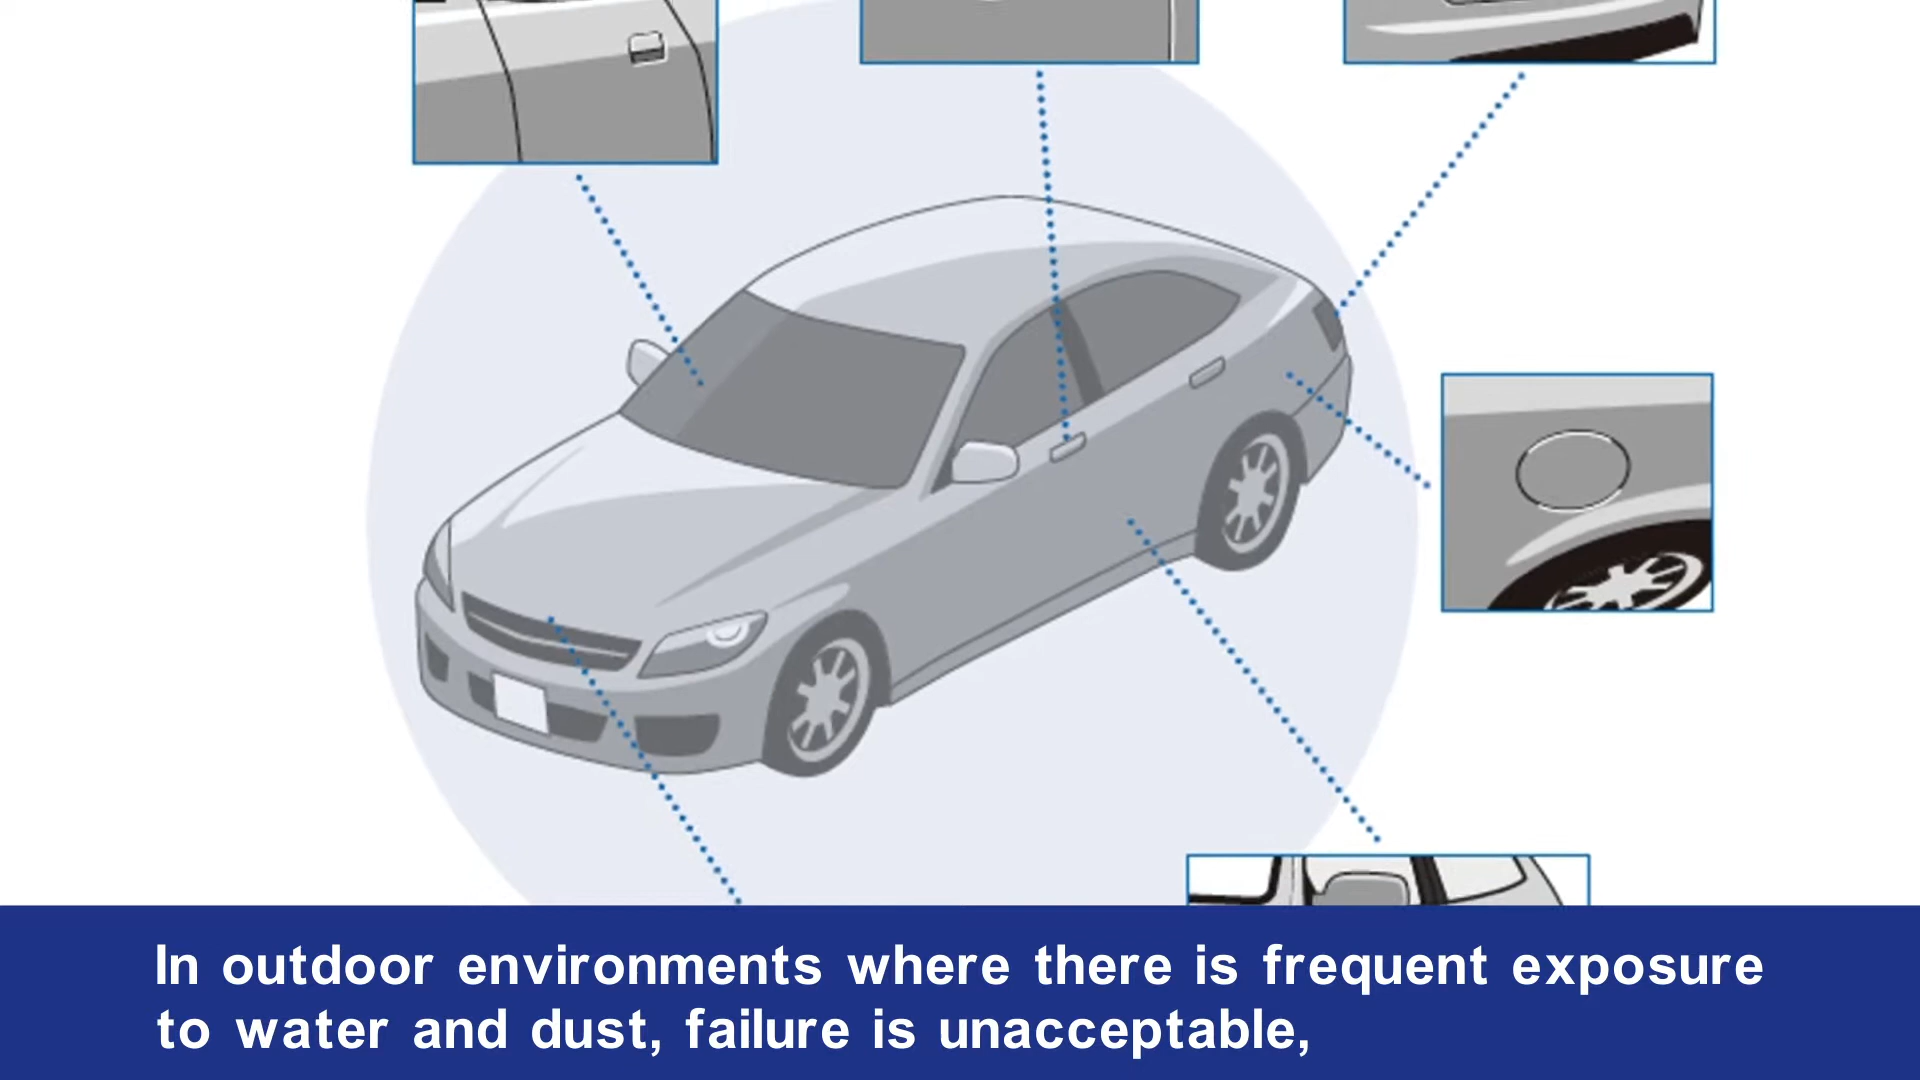 In outdoor environments where there is frequent exposure
to water and dust, failure is unacceptable,